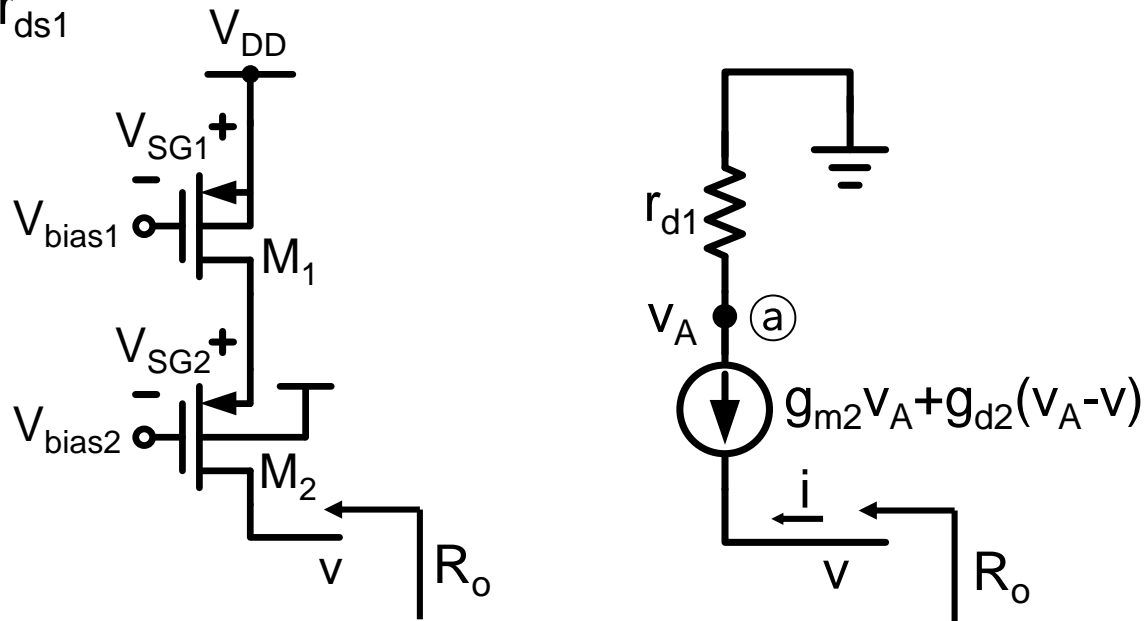 r_ds1
V_DD
V_SG1 +
-
V_bias1
M_1
V_SG2 +
-
V_bias2
M_2
v
R_o
r_d1
v_A
ⓐ
g_m2v_A+g_d2(v_A-v)
i
v
R_o